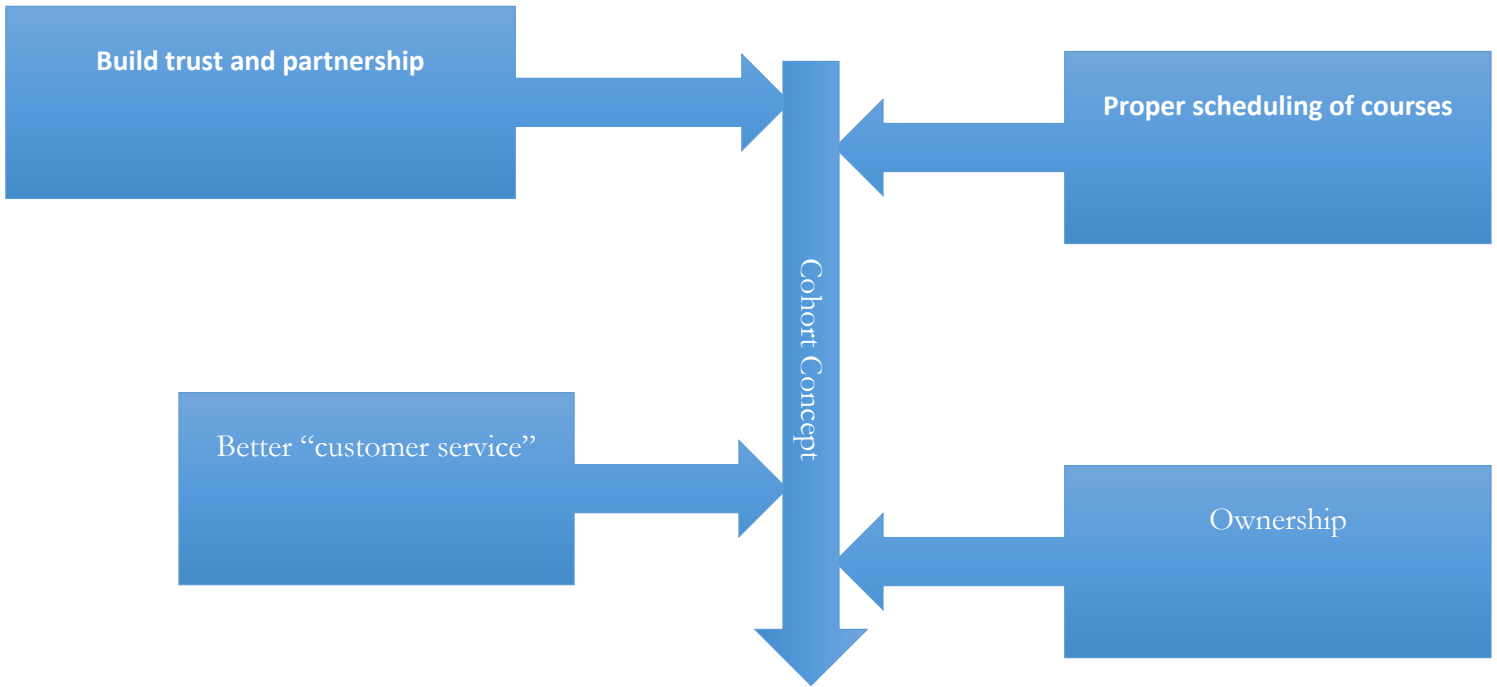 Build trust and partnership
Proper scheduling of courses
Cohort Concept
Better “customer service”
Ownership